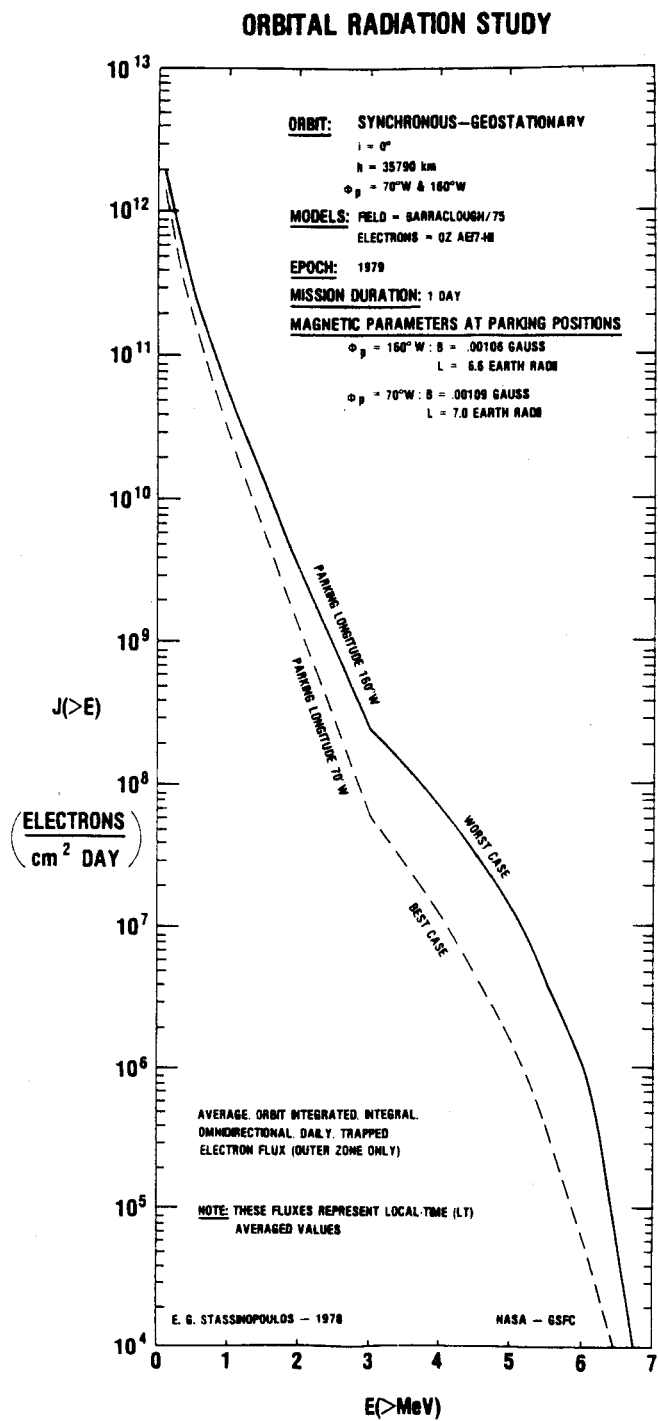 ORBITAL RADIATION STUDY
10^13
10^12
10^11
10^10
10^9
10^8
10^7
10^6
10^5
10^4
J(>E)
(ELECTRONS
cm² DAY)
ORBIT: SYNCHRONOUS–GEOSTATIONARY
i = 0°
h = 35790 km
Φp = 70°W & 160°W
MODELS: FIELD = BARRACLOUGH/75
ELECTRONS = OZ AEI7-HI
EPOCH: 1979
MISSION DURATION: 1 DAY
MAGNETIC PARAMETERS AT PARKING POSITIONS
Φp = 160°W : B = .00106 GAUSS
L = 6.6 EARTH RADII
Φp = 70°W : B = .00109 GAUSS
L = 7.0 EARTH RADII
PARKING LONGITUDE 160°W
PARKING LONGITUDE 70°W
WORST CASE
BEST CASE
AVERAGE, ORBIT INTEGRATED, INTEGRAL,
OMNIDIRECTIONAL, DAILY, TRAPPED
ELECTRON FLUX (OUTER ZONE ONLY)
NOTE: THESE FLUXES REPRESENT LOCAL-TIME (LT)
AVERAGED VALUES
E. G. STASSINOPOULOS – 1978 NASA – GSFC
0 1 2 3 4 5 6 7
E(>MeV)